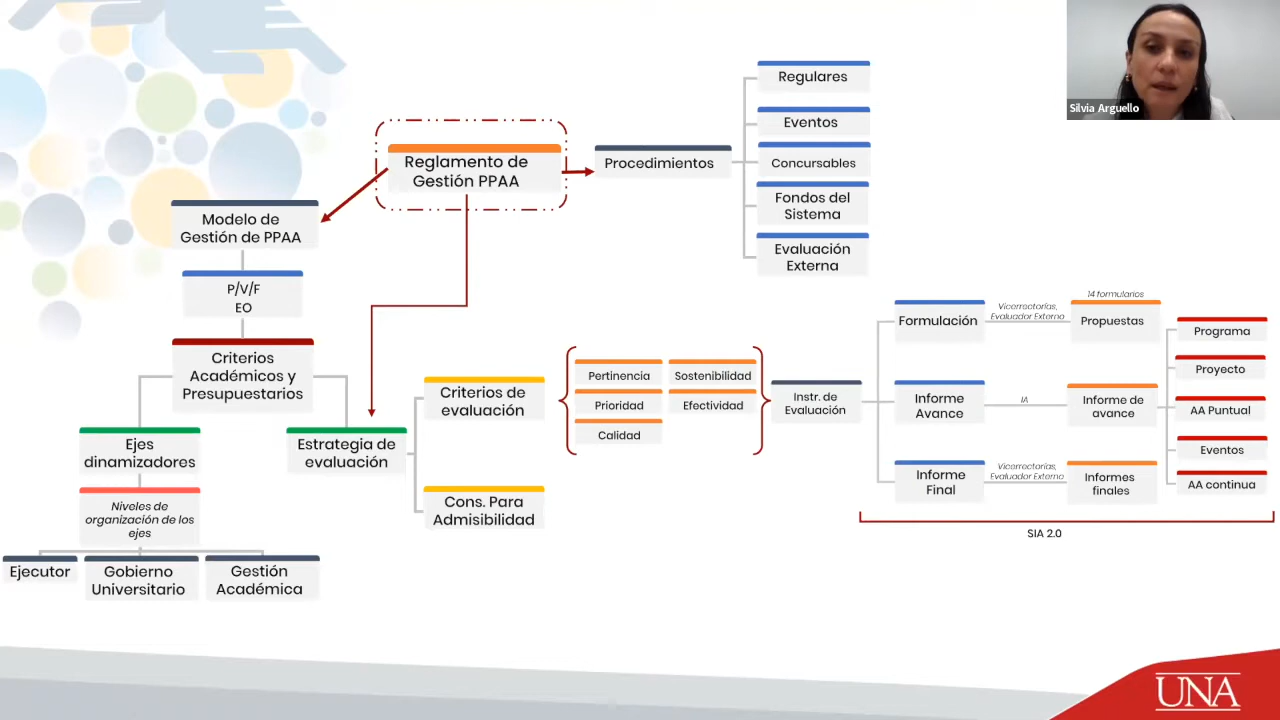 Silvia Arguello
Reglamento de
Gestión PPAA
Procedimientos
Regulares
Eventos
Concursables
Fondos del
Sistema
Evaluación
Externa
Modelo de
Gestión de PPAA
P/V/F
EO
Criterios
Académicos y
Presupuestarios
Ejes
dinamizadores
Niveles de
organización de los
ejes
Ejecutor
Gobierno
Universitario
Gestión
Académica
Estrategia de
evaluación
Criterios de
evaluación
Cons. Para
Admisibilidad
Pertinencia
Sostenibilidad
Prioridad
Efectividad
Calidad
Instr. de
Evaluación
Formulación
Vicerrectorías,
Evaluador Externo
14 formularios
Propuestas
Informe
Avance
IA
Informe de
avance
Informe
Final
Vicerrectorías,
Evaluador Externo
Informes
finales
Programa
Proyecto
AA Puntual
Eventos
AA continua
SIA 2.0
UNA